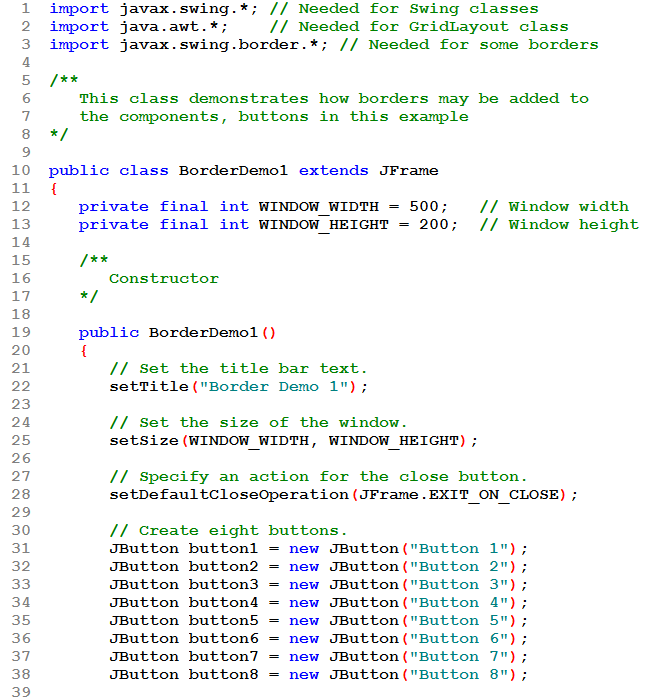 1 import javax.swing.*; // Needed for Swing classes
2 import java.awt.*;    // Needed for GridLayout class
3 import javax.swing.border.*; // Needed for some borders
4
5 /**
6    This class demonstrates how borders may be added to
7    the components, buttons in this example
8 */
9
10 public class BorderDemo1 extends JFrame
11 {
12    private final int WINDOW_WIDTH = 500;   // Window width
13    private final int WINDOW_HEIGHT = 200;  // Window height
14
15    /**
16       Constructor
17    */
18
19    public BorderDemo1()
20    {
21       // Set the title bar text.
22       setTitle("Border Demo 1");
23
24       // Set the size of the window.
25       setSize(WINDOW_WIDTH, WINDOW_HEIGHT);
26
27       // Specify an action for the close button.
28       setDefaultCloseOperation(JFrame.EXIT_ON_CLOSE);
29
30       // Create eight buttons.
31       JButton button1 = new JButton("Button 1");
32       JButton button2 = new JButton("Button 2");
33       JButton button3 = new JButton("Button 3");
34       JButton button4 = new JButton("Button 4");
35       JButton button5 = new JButton("Button 5");
36       JButton button6 = new JButton("Button 6");
37       JButton button7 = new JButton("Button 7");
38       JButton button8 = new JButton("Button 8");
39